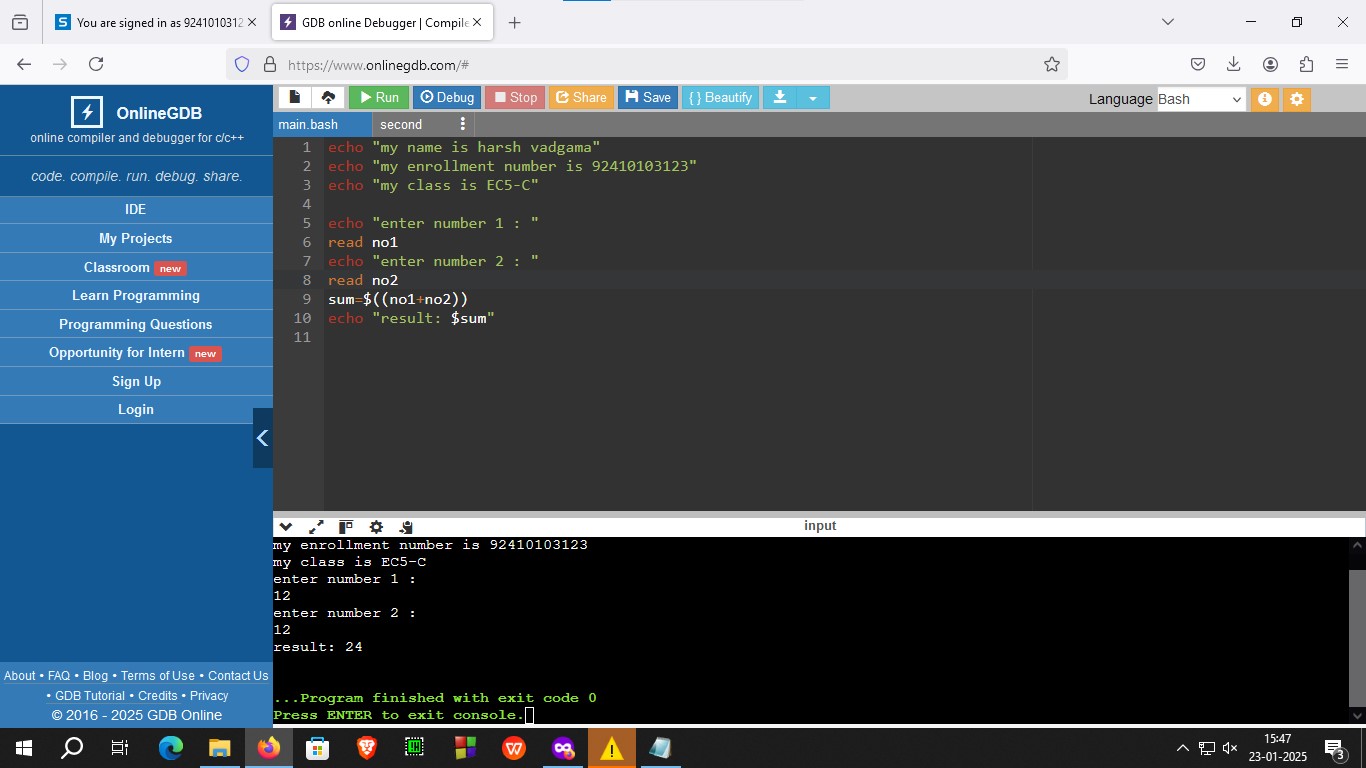 You are signed in as 9241010312
GDB online Debugger | Compile
https://www.onlinegdb.com/#
OnlineGDB
online compiler and debugger for c/c++
code. compile. run. debug. share.
IDE
My Projects
Classroom new
Learn Programming
Programming Questions
Opportunity for Intern new
Sign Up
Login
About • FAQ • Blog • Terms of Use • Contact Us
• GDB Tutorial • Credits • Privacy
© 2016 - 2025 GDB Online
Run Debug Stop Share Save { } Beautify
Language Bash
main.bash second
1 echo "my name is harsh vadgama"
2 echo "my enrollment number is 92410103123"
3 echo "my class is EC5-C"
4
5 echo "enter number 1 : "
6 read no1
7 echo "enter number 2 : "
8 read no2
9 sum=$((no1+no2))
10 echo "result: $sum"
11
input
my enrollment number is 92410103123
my class is EC5-C
enter number 1 :
12
enter number 2 :
12
result: 24
...Program finished with exit code 0
Press ENTER to exit console.
15:47
23-01-2025
3